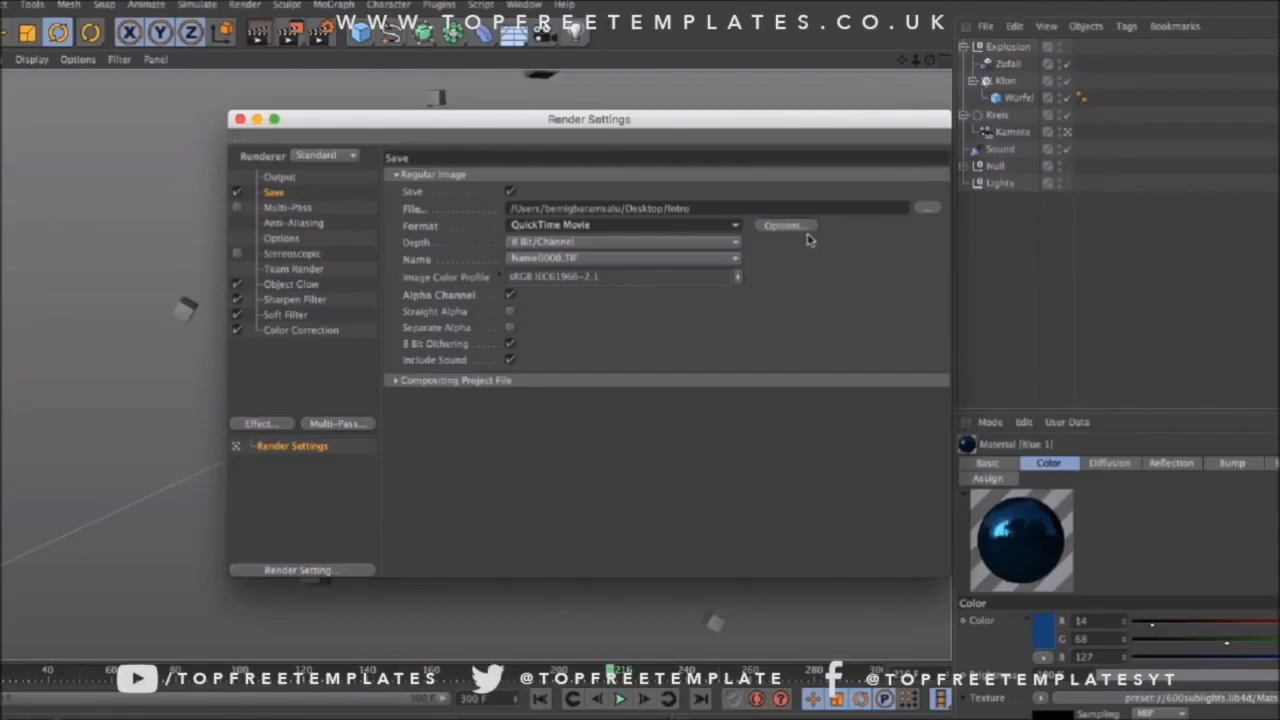 Tools Mesh Snap Animate Simulate Render Sculpt MoGraph Character Plugins Script Window Help
WWW.TOPFREETEMPLATES.CO.UK
File Edit View Objects Tags Bookmarks
Display Options Filter Panel
Explosion
Zufall
Klon
Würfel
Kreis
Kamera
Sound
Null
Lights
Render Settings
Renderer Standard
Output
Save
Multi-Pass
Anti-Aliasing
Options
Stereoscopic
Team Render
Object Glow
Sharpen Filter
Soft Filter
Color Correction
Effect... Multi-Pass...
Render Settings
Render Setting...
Save
Regular Image
Save
File... /Users/bemigbaramsalu/Desktop/Intro ...
Format QuickTime Movie Options...
Depth 8 Bit/Channel
Name Name0000.TIF
Image Color Profile sRGB IEC61966-2.1
Alpha Channel
Straight Alpha
Separate Alpha
8 Bit Dithering
Include Sound
Compositing Project File
Mode Edit User Data
Material [Blue 1]
Basic Color Diffusion Reflection Bump
Assign
Color
Color R 14
G 68
B 127
Texture preset://600sublights.lib4d/Mat
Sampling MIP
40 60 80 100 120 140 160 180 200 216 240 260 280
/TOPFREETEMPLATES @TOPFREETEMPLATE @TOPFREETEMPLATESYT
300 F 300 F